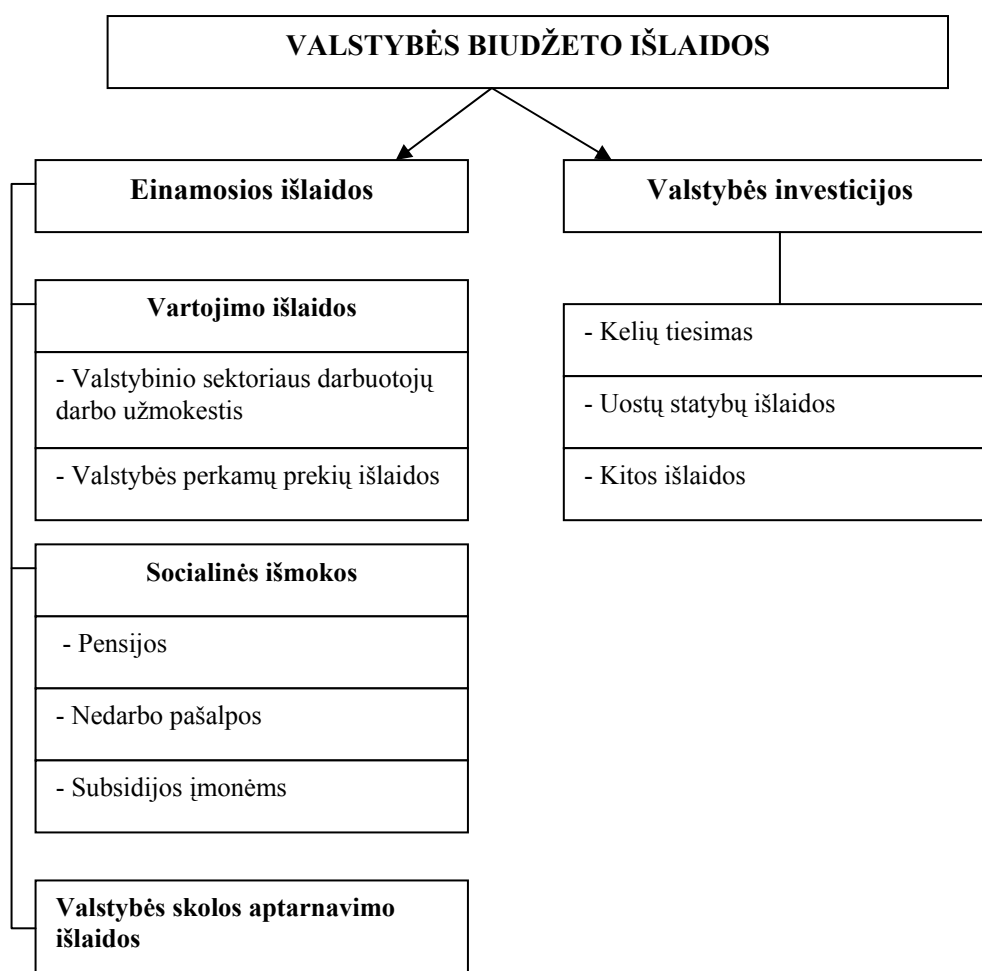 VALSTYBĖS BIUDŽETO IŠLAIDOS
Einamosios išlaidos
Vartojimo išlaidos
- Valstybinio sektoriaus darbuotojų
darbo užmokestis
- Valstybės perkamų prekių išlaidos
Socialinės išmokos
- Pensijos
- Nedarbo pašalpos
- Subsidijos įmonėms
Valstybės skolos aptarnavimo
išlaidos
Valstybės investicijos
- Kelių tiesimas
- Uostų statybų išlaidos
- Kitos išlaidos